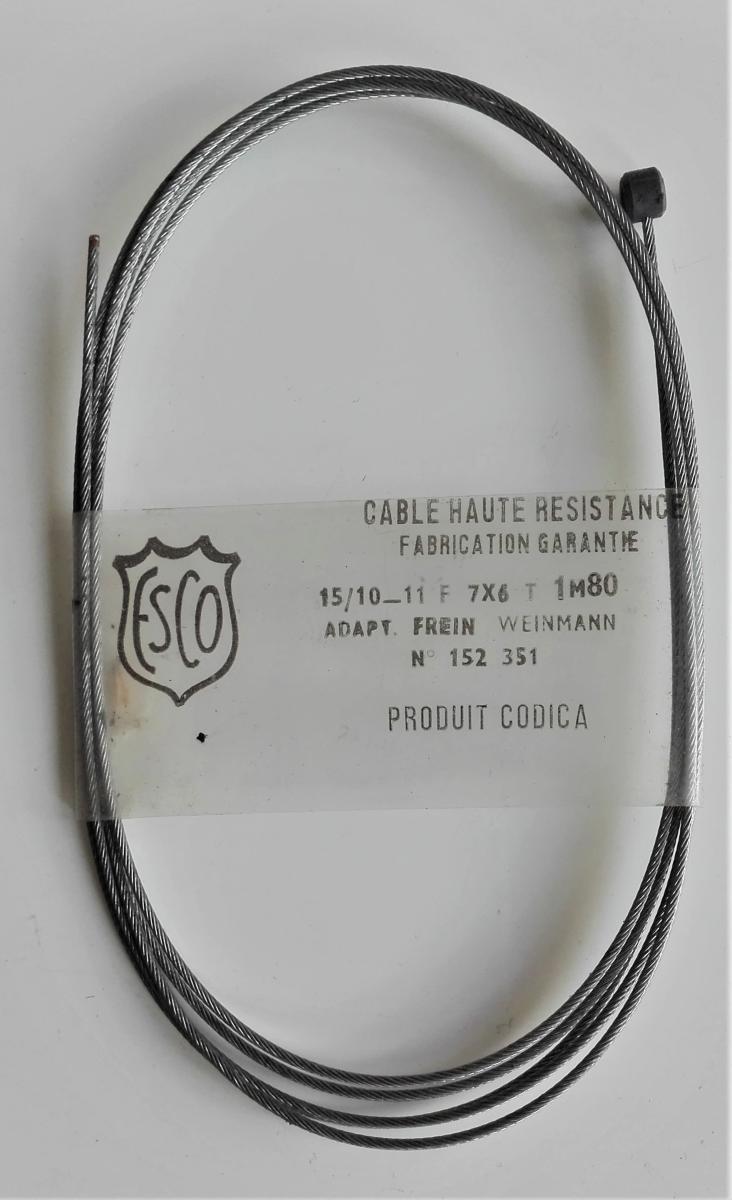 ESCO
CABLE HAUTE RESISTANCE
FABRICATION GARANTIE
15/10_11 F 7X6 T 1M80
ADAPT. FREIN WEINMANN
N° 152 351
PRODUIT CODICA